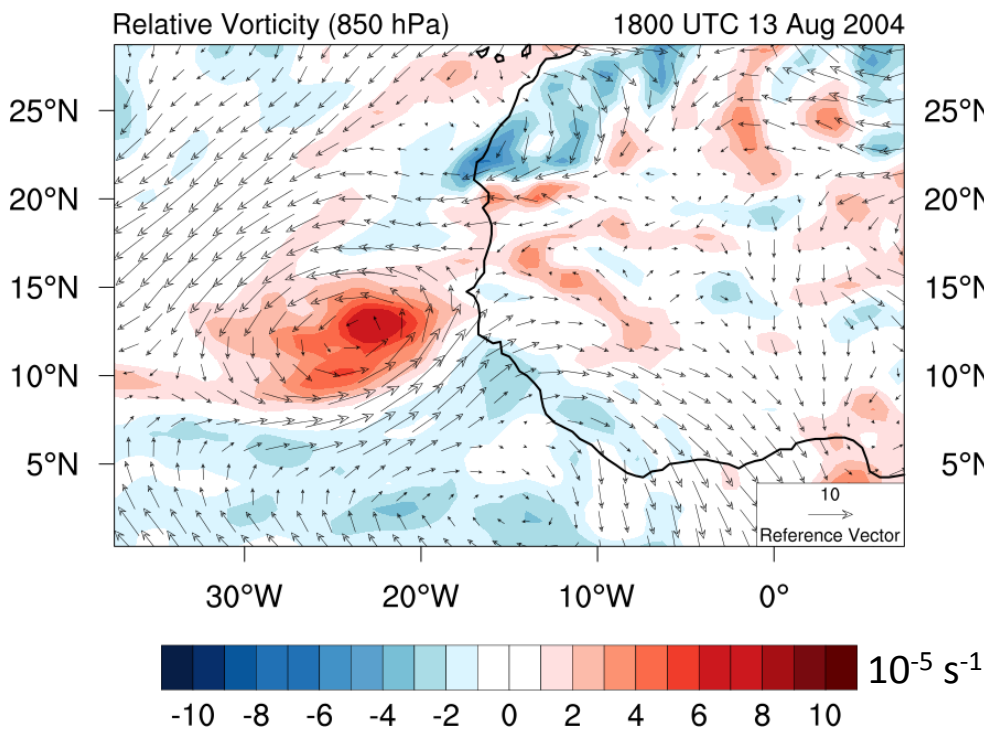 Relative Vorticity (850 hPa) 1800 UTC 13 Aug 2004
25°N 25°N
20°N 20°N
15°N 15°N
10°N 10°N
5°N 5°N
10
Reference Vector
30°W 20°W 10°W 0°
10⁻⁵ s⁻¹
-10 -8 -6 -4 -2 0 2 4 6 8 10